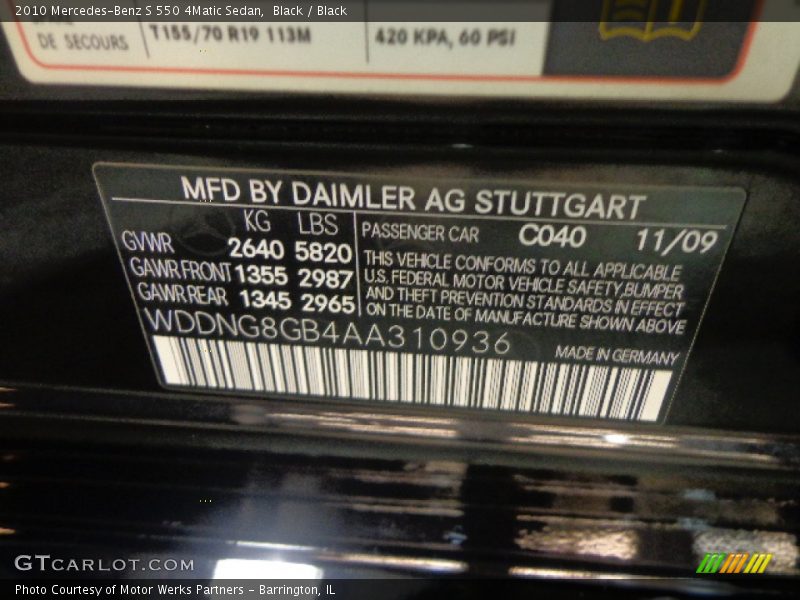 2010 Mercedes-Benz S 550 4Matic Sedan, Black / Black
DE SECOURS T155/70 R19 113M 420 KPA, 60 PSI
MFD BY DAIMLER AG STUTTGART
KG LBS
GVWR 2640 5820
GAWR FRONT 1355 2987
GAWR REAR 1345 2965
PASSENGER CAR C040 11/09
THIS VEHICLE CONFORMS TO ALL APPLICABLE
U.S. FEDERAL MOTOR VEHICLE SAFETY, BUMPER
AND THEFT PREVENTION STANDARDS IN EFFECT
ON THE DATE OF MANUFACTURE SHOWN ABOVE
WDDNG8GB4AA310936
MADE IN GERMANY
GTCARLOT.COM
Photo Courtesy of Motor Werks Partners - Barrington, IL